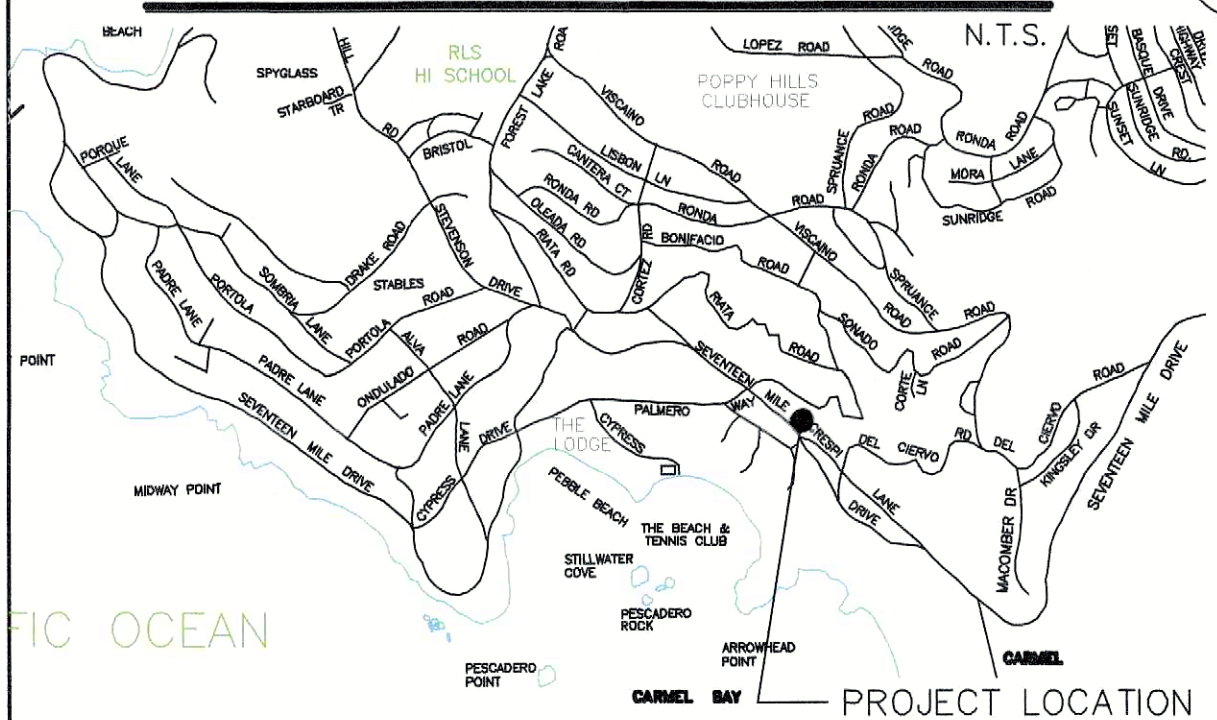 BEACH
HILL
SPYGLASS
STARBOARD
TR
RD
RLS
HI SCHOOL
BRISTOL
FOREST LAKE
ROA
LOPEZ ROAD
ROAD
N.T.S.
POPPY HILLS
CLUBHOUSE
SET
BASQUE DRIVE
SUNRIDGE RD.
SUNSET
LN
CREST
VISCAINO ROAD
LISBON LN
CANTERA CT
RONDA RD
OLEADA RD
RIATA RD
CORTEZ RD
RONDA ROAD
SPRUANCE ROAD
RONDA ROAD
RONDA ROAD
MORA LANE
SUNRIDGE ROAD
BONIFACIO ROAD
VISCAINO ROAD
SPRUANCE ROAD
PORQUE
LANE
STEVENSON DRIVE
DRAKE ROAD
STABLES
SOMBRIA LANE
PORTOLA
PADRE LANE
PORTOLA ROAD
ALVA LANE
ONDULADO ROAD
PADRE LANE
PADRE LANE
RIATA ROAD
SONADO ROAD
CORTE LN
POINT
SEVENTEEN MILE DRIVE
SEVENTEEN MILE
PALMERO WAY
CRESPI LANE
DRIVE
DEL CIERVO RD
DEL CIERVO ROAD
KINGSLEY DR
SEVENTEEN MILE DRIVE
MACOMBER DR
CYPRESS DRIVE
THE
LODGE
CYPRESS
MIDWAY POINT
PEBBLE BEACH
THE BEACH &
TENNIS CLUB
STILLWATER
COVE
PESCADERO
ROCK
FIC OCEAN
PESCADERO
POINT
ARROWHEAD
POINT
CARMEL
CARMEL BAY
PROJECT LOCATION